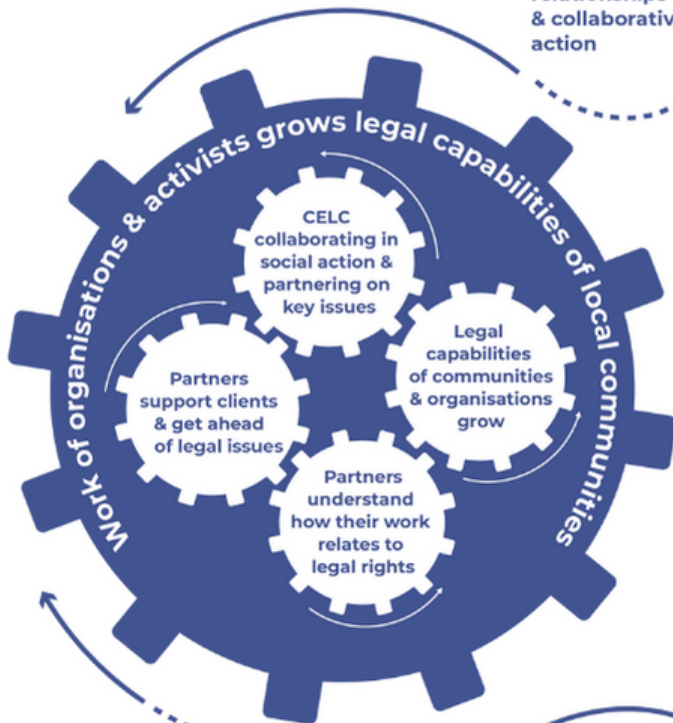 & collaborative
action
Work of organisations & activists grows legal capabilities of local communities
CELC
collaborating in
social action &
partnering on
key issues
Legal
capabilities
of communities
& organisations
grow
Partners
support clients
& get ahead
of legal issues
Partners
understand
how their work
relates to
legal rights